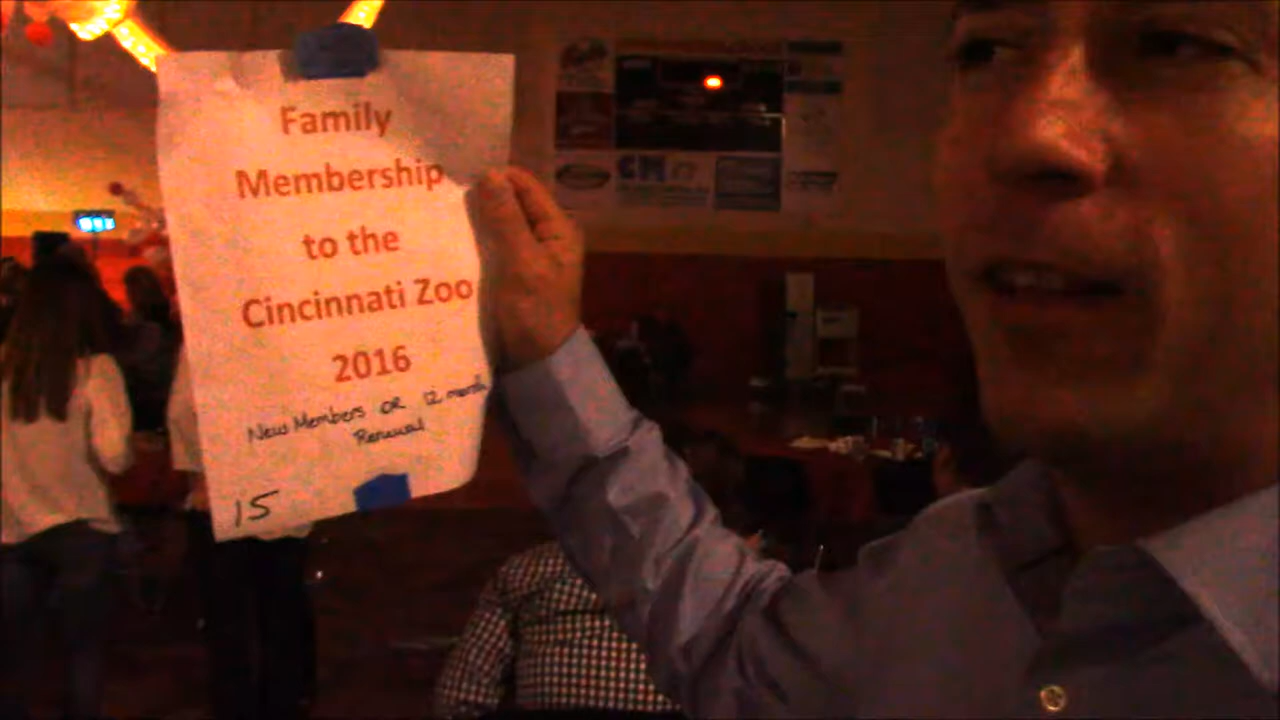 Family
Membership
to the
Cincinnati Zoo
2016
New Members OR 12 month
Renewal
15